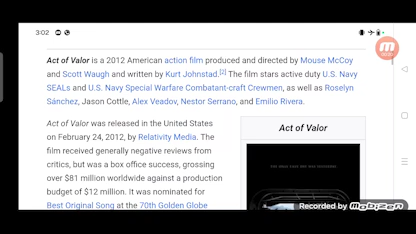 3:02
Act of Valor is a 2012 American action film produced and directed by Mouse McCoy
and Scott Waugh and written by Kurt Johnstad.[2] The film stars active duty U.S. Navy
SEALs and U.S. Navy Special Warfare Combatant-craft Crewmen, as well as Roselyn
Sánchez, Jason Cottle, Alex Veadov, Nestor Serrano, and Emilio Rivera.
Act of Valor was released in the United States
on February 24, 2012, by Relativity Media. The
film received generally negative reviews from
critics, but was a box office success, grossing
over $81 million worldwide against a production
budget of $12 million. It was nominated for
Best Original Song at the 70th Golden Globe
Act of Valor
Recorded by Mobizen